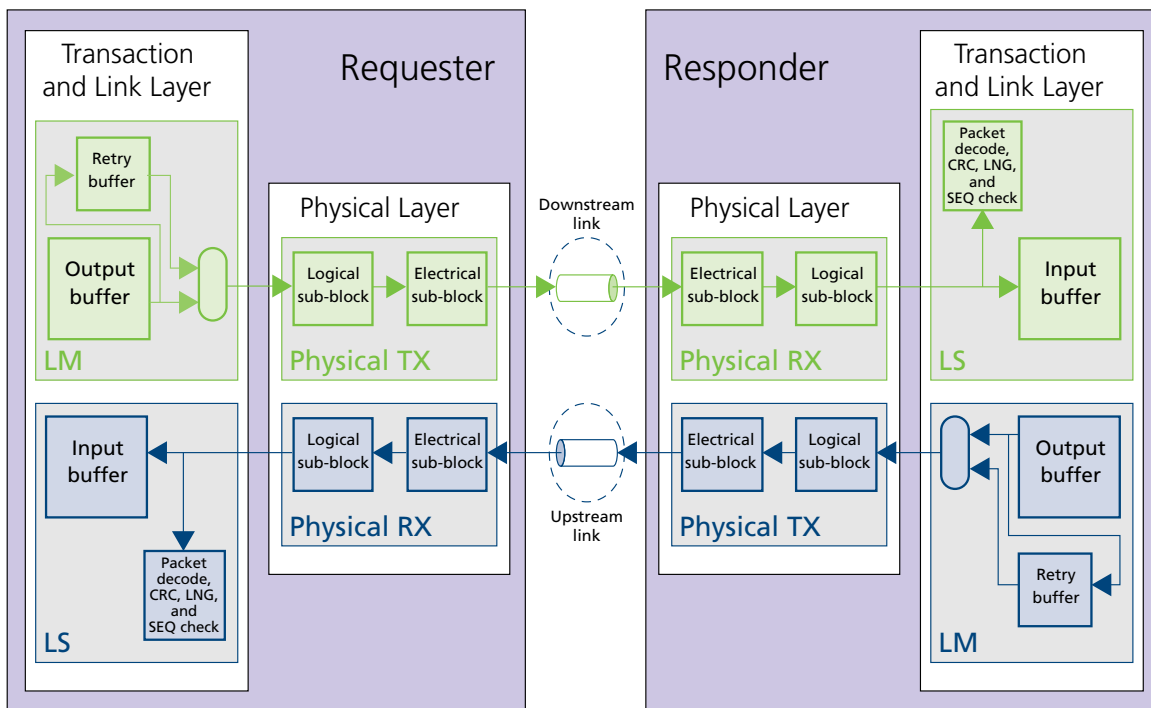 Requester
Responder
Transaction
and Link Layer
Retry
buffer
Output
buffer
LM
Physical Layer
Logical
sub-block
Electrical
sub-block
Physical TX
Downstream
link
Physical Layer
Electrical
sub-block
Logical
sub-block
Physical RX
Transaction
and Link Layer
Packet
decode,
CRC, LNG,
and
SEQ check
Input
buffer
LS
Input
buffer
Packet
decode,
CRC, LNG,
and
SEQ check
LS
Logical
sub-block
Electrical
sub-block
Physical RX
Upstream
link
Electrical
sub-block
Logical
sub-block
Physical TX
Output
buffer
Retry
buffer
LM